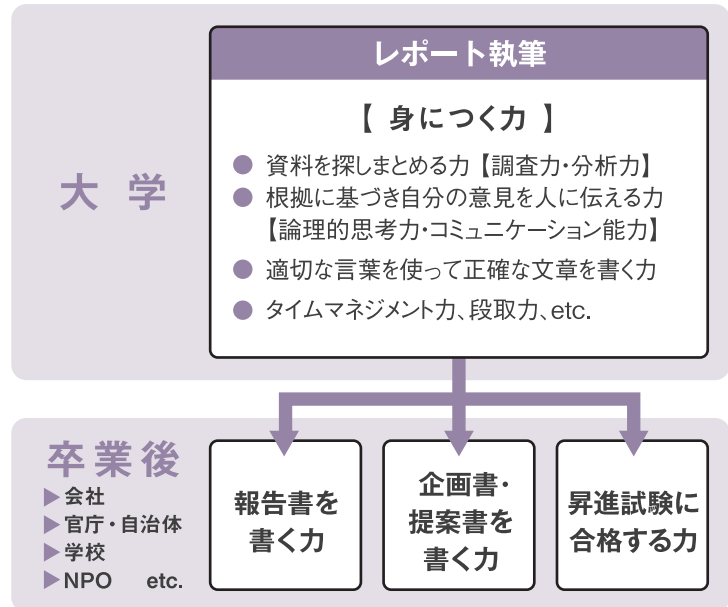 大学
レポート執筆
【 身につく力 】
● 資料を探しまとめる力【調査力・分析力】
● 根拠に基づき自分の意見を人に伝える力
【論理的思考力・コミュニケーション能力】
● 適切な言葉を使って正確な文章を書く力
● タイムマネジメント力、段取力、etc.
卒業後
▶会社
▶官庁・自治体
▶学校
▶NPO etc.
報告書を
書く力
企画書・
提案書を
書く力
昇進試験に
合格する力